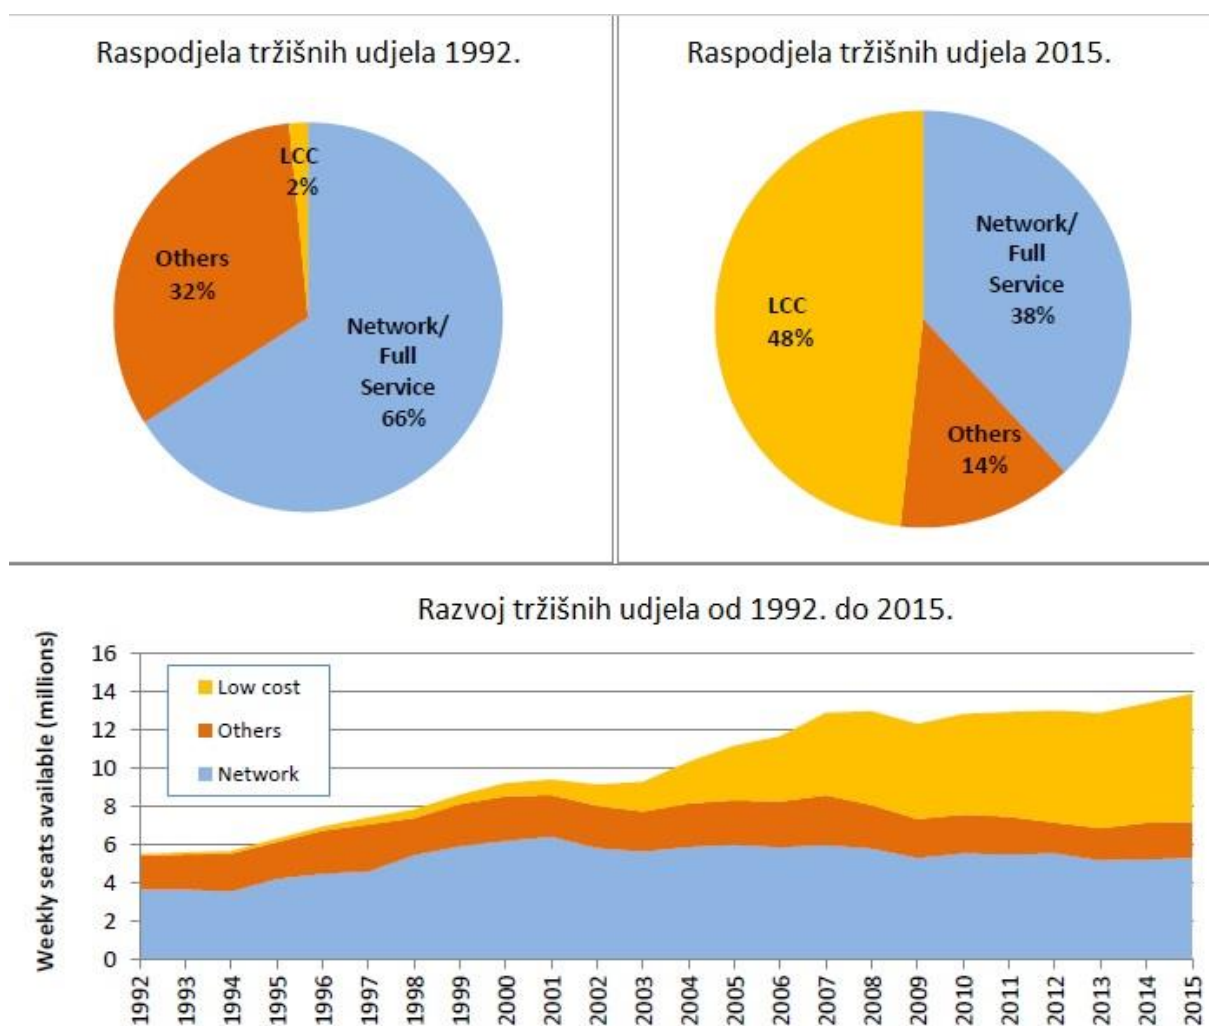 Raspodjela tržišnih udjela 1992.
LCC
2%
Others
32%
Network/
Full
Service
66%
Raspodjela tržišnih udjela 2015.
Network/
Full
Service
38%
LCC
48%
Others
14%
Razvoj tržišnih udjela od 1992. do 2015.
Weekly seats available (millions)
16
14
12
10
8
6
4
2
0
Low cost
Others
Network
1992
1993
1994
1995
1996
1997
1998
1999
2000
2001
2002
2003
2004
2005
2006
2007
2008
2009
2010
2011
2012
2013
2014
2015